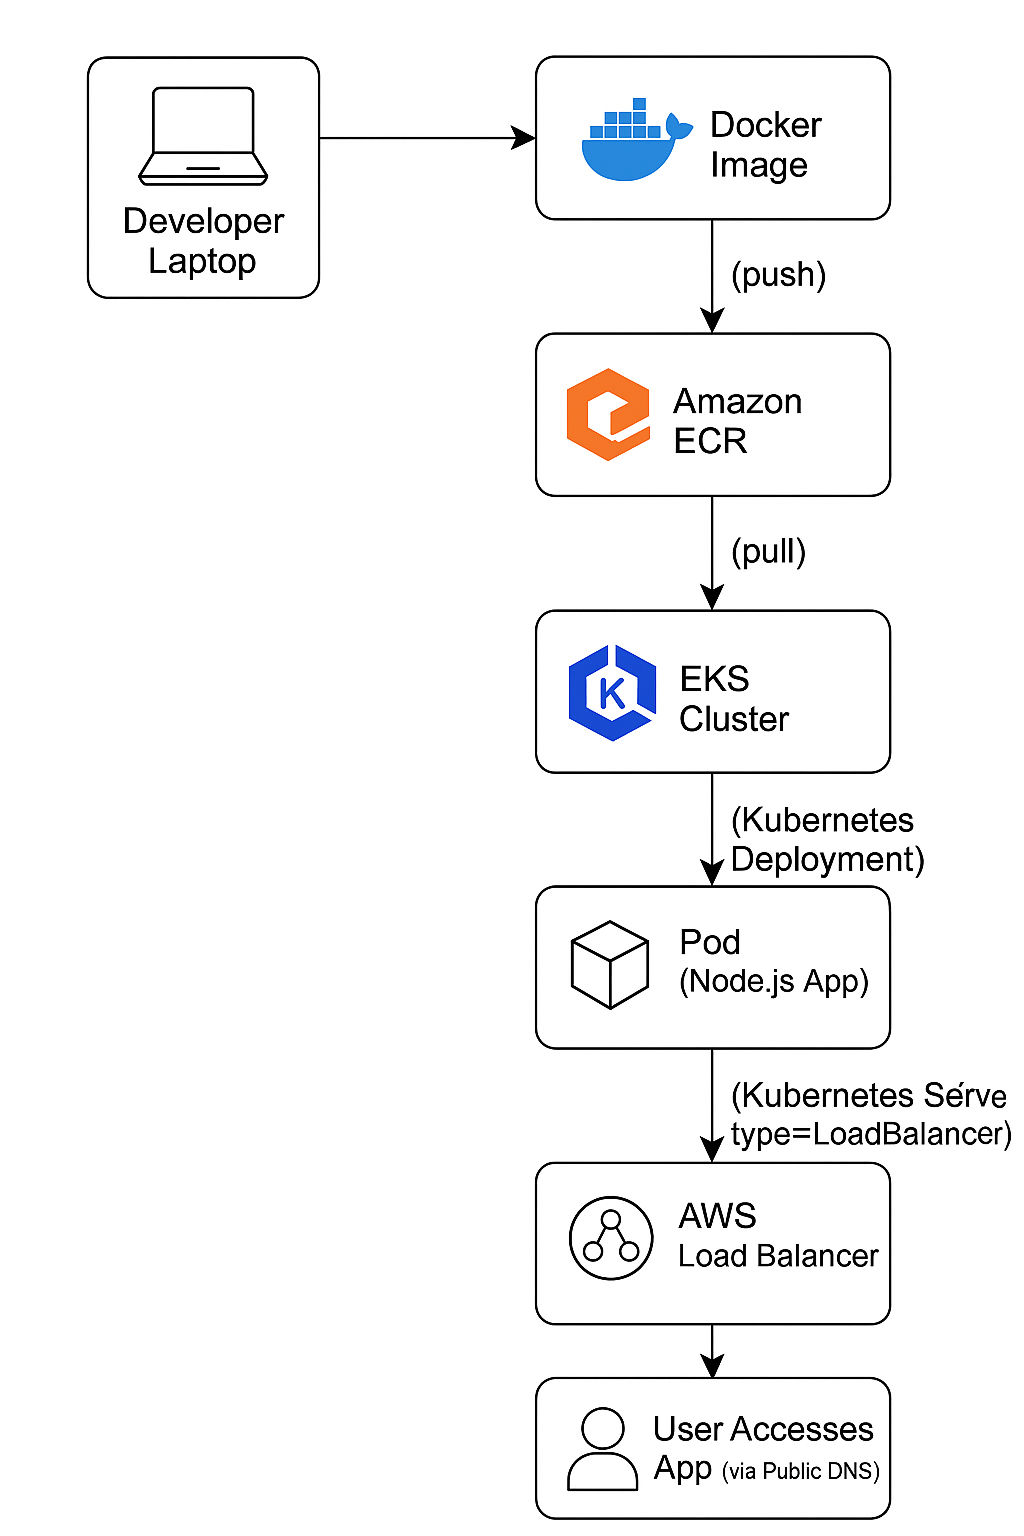 Developer
Laptop
Docker
Image
(push)
Amazon
ECR
(pull)
K
EKS
Cluster
(Kubernetes
Deployment)
Pod
(Node.js App)
(Kubernetes Serve
type=LoadBalancer)
AWS
Load Balancer
User Accesses
App (via Public DNS)